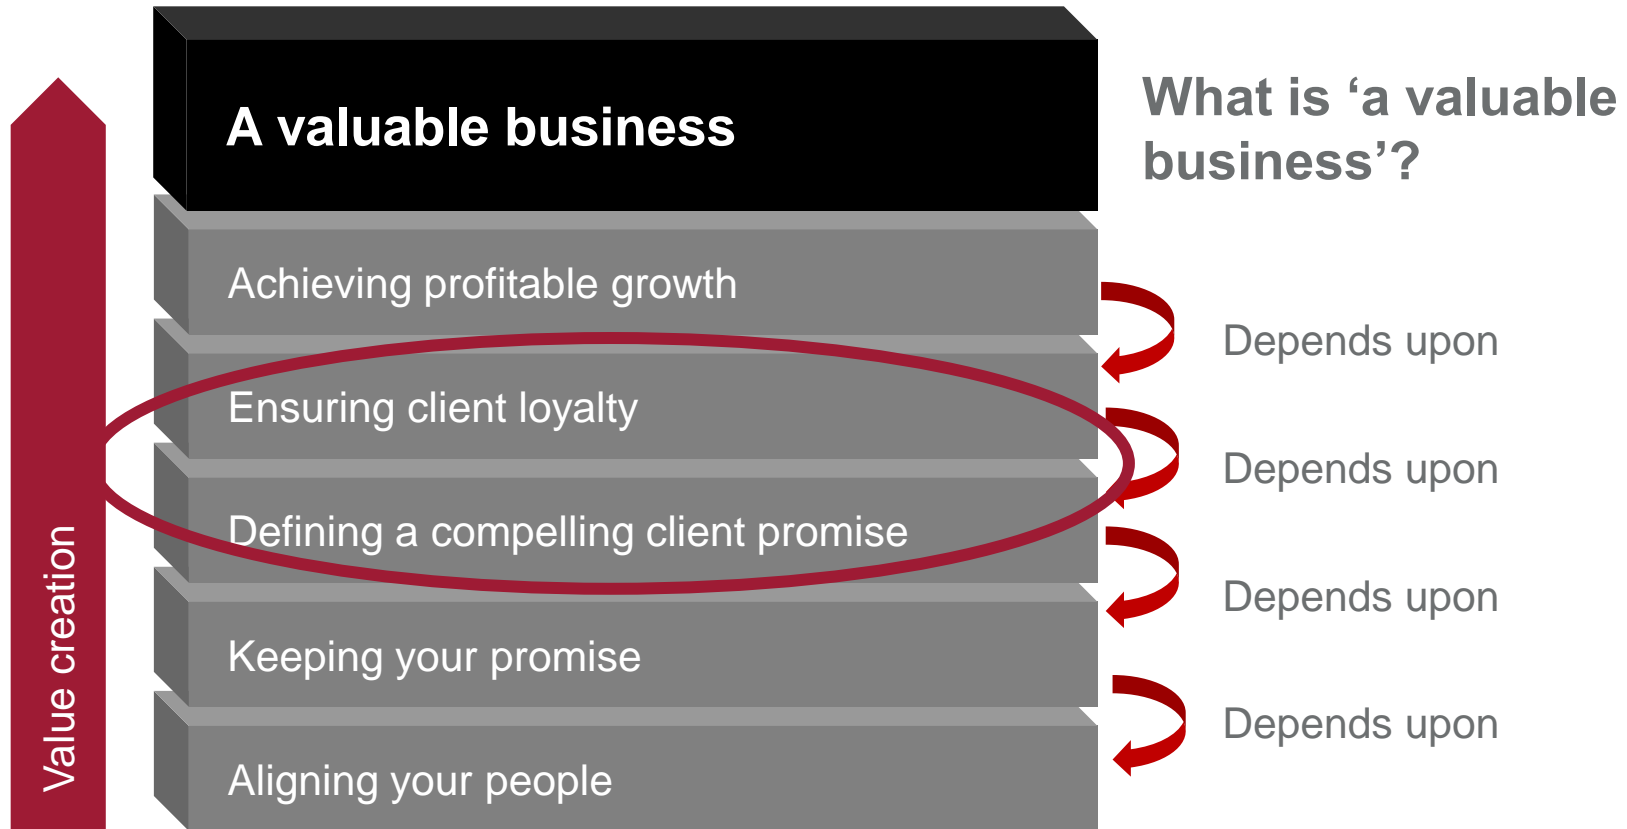 A valuable business
What is ‘a valuable
business’?
Achieving profitable growth
Depends upon
Ensuring client loyalty
Depends upon
Defining a compelling client promise
Depends upon
Keeping your promise
Depends upon
Aligning your people
Value creation